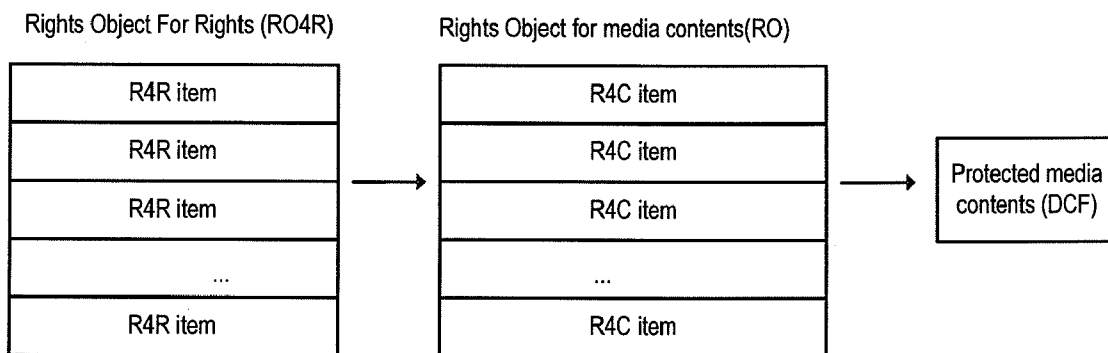 Rights Object For Rights (RO4R)
R4R item
R4R item
R4R item
...
R4R item
Rights Object for media contents(RO)
R4C item
R4C item
R4C item
...
R4C item
Protected media
contents (DCF)